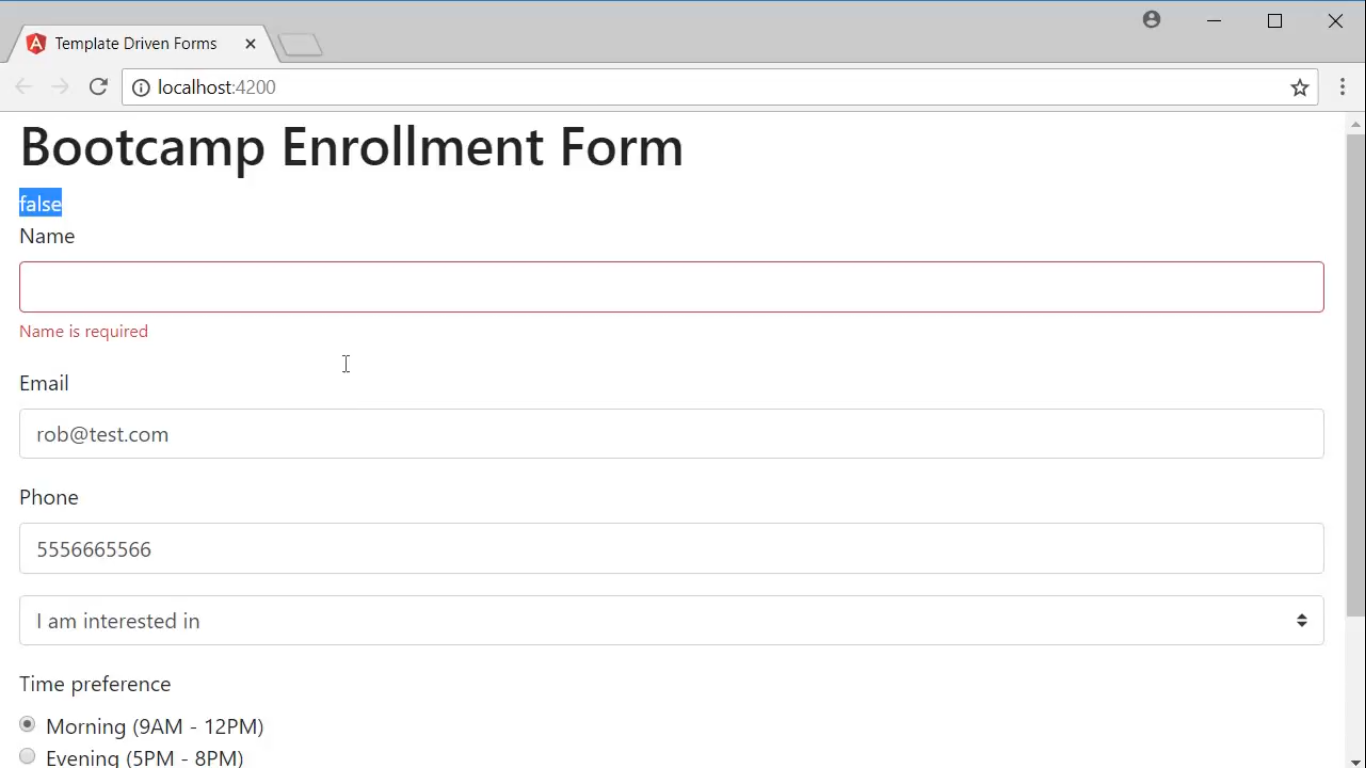 Template Driven Forms
localhost:4200
Bootcamp Enrollment Form
false
Name
Name is required
Email
rob@test.com
Phone
5556665566
I am interested in
Time preference
Morning (9AM - 12PM)
Evening (5PM - 8PM)